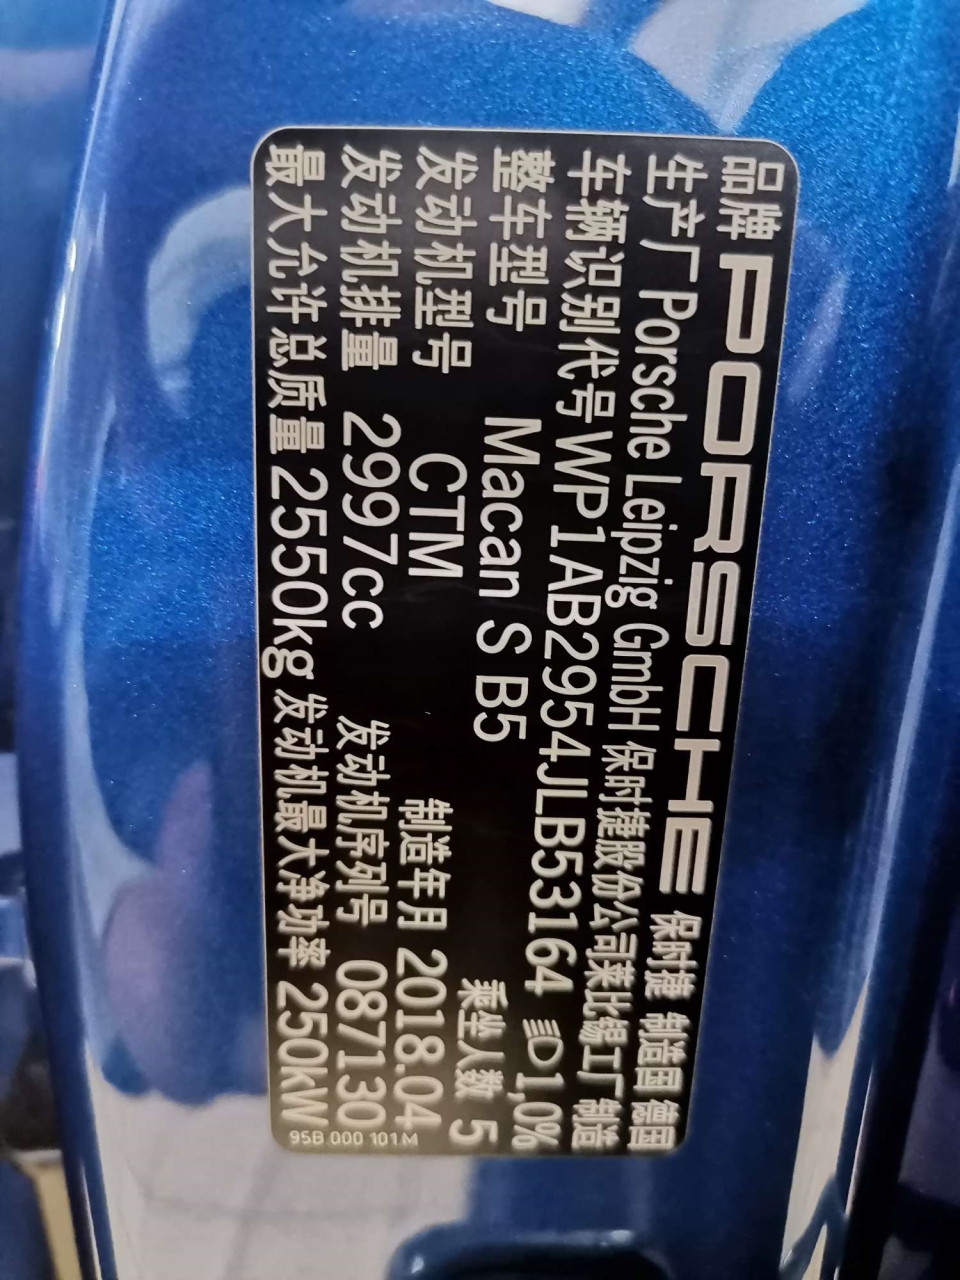 品牌 PORSCHE 保时捷 制造国 德国
生产厂 Porsche Leipzig GmbH 保时捷股份公司莱比锡工厂制造
车辆识别代号 WP1AB2954JLB53164 1,0%
整车型号 Macan S B5 乘坐人数 5
发动机型号 CTM 制造年月 2018.04
发动机排量 2997cc 发动机序列号 087130
最大允许总质量 2550kg 发动机最大净功率 250kW
95B 000 101 M